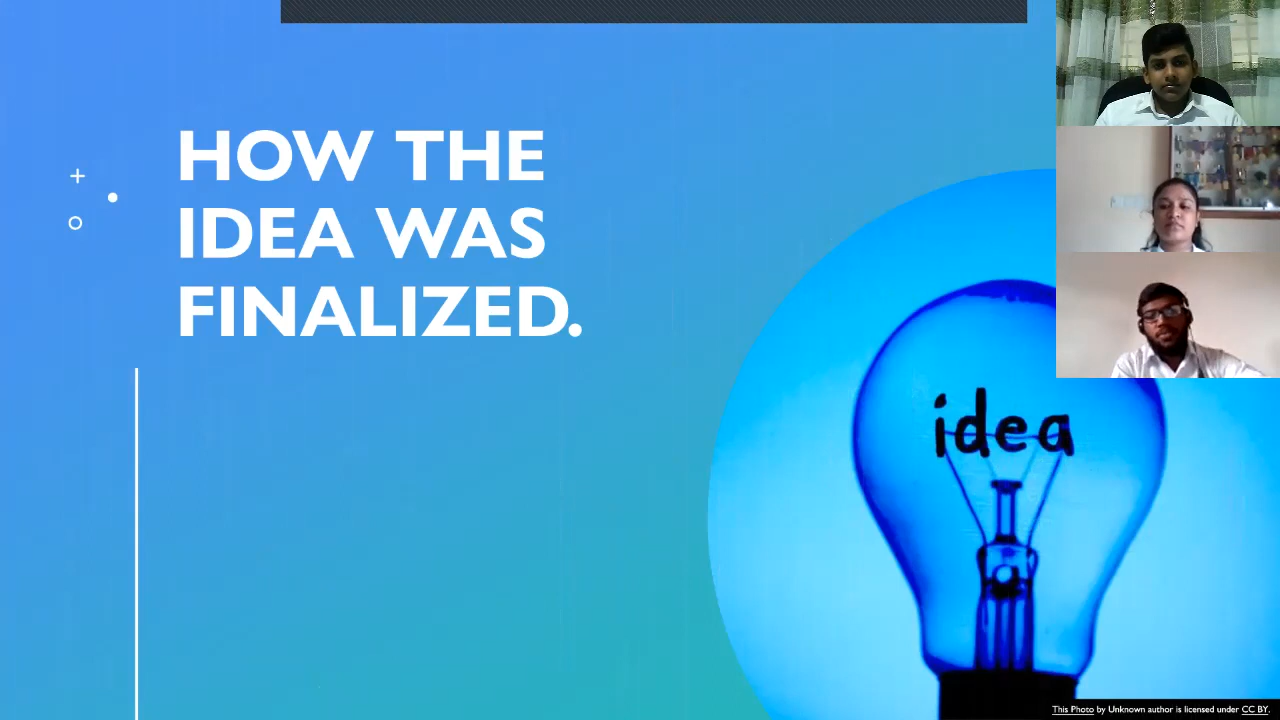 HOW THE
IDEA WAS
FINALIZED.
idea
This Photo by Unknown author is licensed under CC BY.